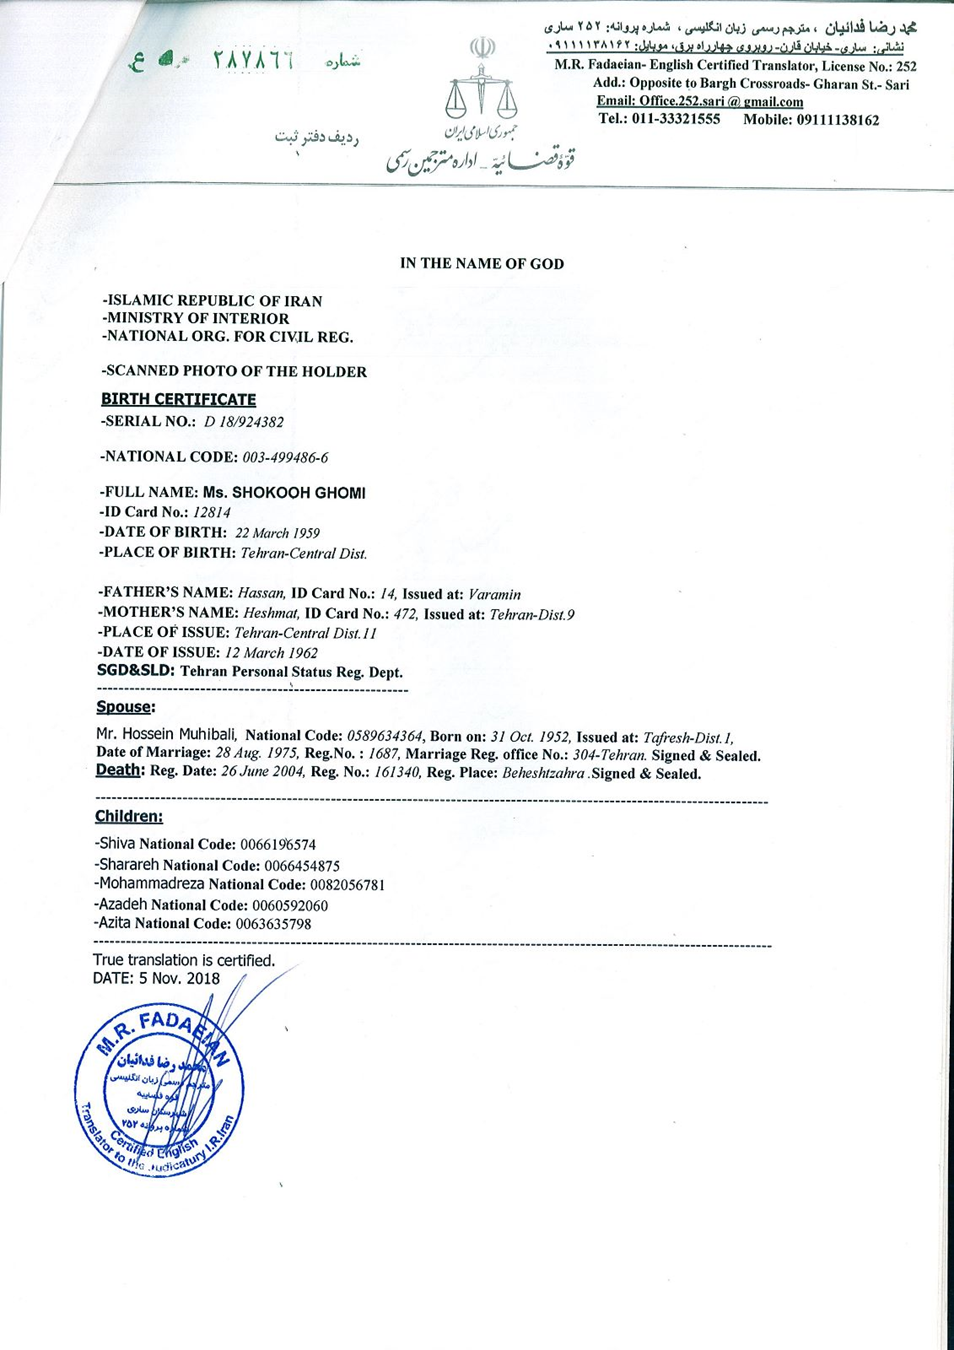 محمد رضا فدائیان ، مترجم رسمی زبان انگلیسی ، شماره پروانه: ۲۵۲ ساری
نشانی: ساری- خیابان قارن- روبروی چهارراه برق، موبایل: ۰۹۱۱۱۱۳۸۱۶۲
M.R. Fadaeian- English Certified Translator, License No.: 252
Add.: Opposite to Bargh Crossroads- Gharan St.- Sari
Email: Office.252.sari @ gmail.com
Tel.: 011-33321555 Mobile: 09111138162
شماره ۲۸۷۸۶۶ ع
ردیف دفتر ثبت
جمهوری اسلامی ایران
قوّهٔ قضائیّه _ اداره مترجمین رسمی
IN THE NAME OF GOD
-ISLAMIC REPUBLIC OF IRAN
-MINISTRY OF INTERIOR
-NATIONAL ORG. FOR CIVIL REG.
-SCANNED PHOTO OF THE HOLDER
BIRTH CERTIFICATE
-SERIAL NO.: D 18/924382
-NATIONAL CODE: 003-499486-6
-FULL NAME: Ms. SHOKOOH GHOMI
-ID Card No.: 12814
-DATE OF BIRTH: 22 March 1959
-PLACE OF BIRTH: Tehran-Central Dist.
-FATHER'S NAME: Hassan, ID Card No.: 14, Issued at: Varamin
-MOTHER'S NAME: Heshmat, ID Card No.: 472, Issued at: Tehran-Dist.9
-PLACE OF ISSUE: Tehran-Central Dist.11
-DATE OF ISSUE: 12 March 1962
SGD&SLD: Tehran Personal Status Reg. Dept.
Spouse:
Mr. Hossein Muhibali, National Code: 0589634364, Born on: 31 Oct. 1952, Issued at: Tafresh-Dist.1,
Date of Marriage: 28 Aug. 1975, Reg.No. : 1687, Marriage Reg. office No.: 304-Tehran. Signed & Sealed.
Death: Reg. Date: 26 June 2004, Reg. No.: 161340, Reg. Place: Beheshtzahra .Signed & Sealed.
Children:
-Shiva National Code: 0066196574
-Sharareh National Code: 0066454875
-Mohammadreza National Code: 0082056781
-Azadeh National Code: 0060592060
-Azita National Code: 0063635798
True translation is certified.
DATE: 5 Nov. 2018
M.R. FADAEIAN
محمد رضا فدائیان
مترجم رسمی زبان انگلیسی
قوه قضاییه
شهرستان ساری
شماره پروانه ۲۵۲
Certified English
Translator to the Judicatury I.R.Iran